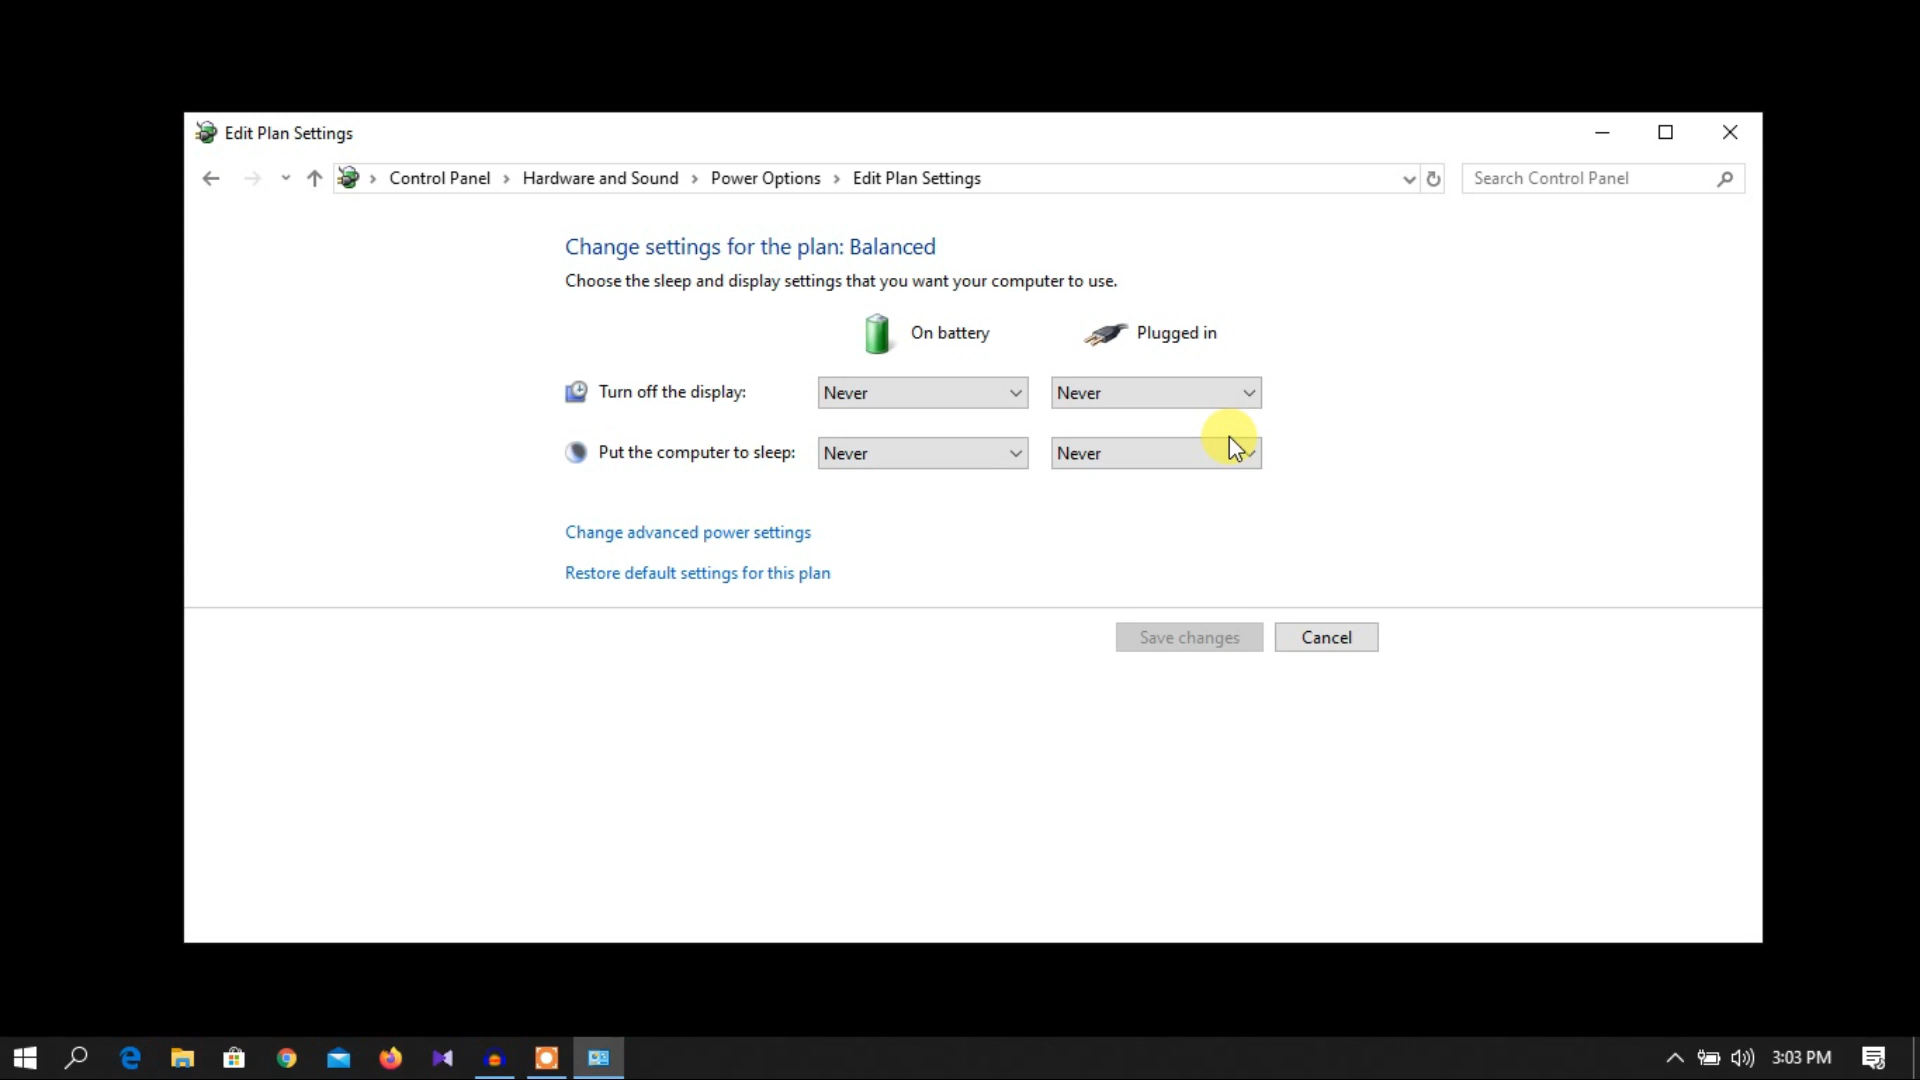 Edit Plan Settings
Control Panel Hardware and Sound Power Options Edit Plan Settings
Search Control Panel
Change settings for the plan: Balanced
Choose the sleep and display settings that you want your computer to use.
On battery Plugged in
Turn off the display: Never Never
Put the computer to sleep: Never Never
Change advanced power settings
Restore default settings for this plan
Save changes Cancel
3:03 PM